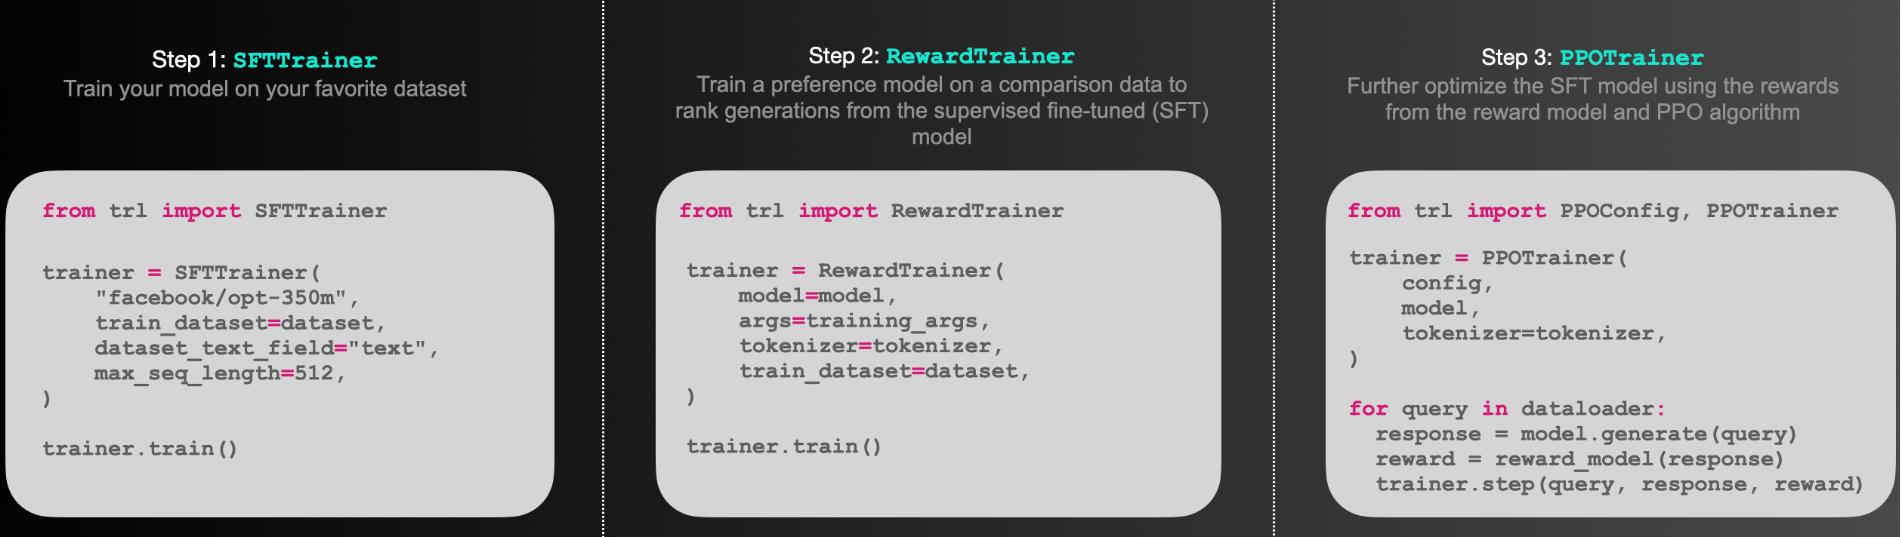 Step 1: SFTTrainer
Train your model on your favorite dataset
from trl import SFTTrainer
trainer = SFTTrainer(
    "facebook/opt-350m",
    train_dataset=dataset,
    dataset_text_field="text",
    max_seq_length=512,
)
trainer.train()
Step 2: RewardTrainer
Train a preference model on a comparison data to
rank generations from the supervised fine-tuned (SFT)
model
from trl import RewardTrainer
trainer = RewardTrainer(
    model=model,
    args=training_args,
    tokenizer=tokenizer,
    train_dataset=dataset,
)
trainer.train()
Step 3: PPOTrainer
Further optimize the SFT model using the rewards
from the reward model and PPO algorithm
from trl import PPOConfig, PPOTrainer
trainer = PPOTrainer(
    config,
    model,
    tokenizer=tokenizer,
)
for query in dataloader:
  response = model.generate(query)
  reward = reward_model(response)
  trainer.step(query, response, reward)